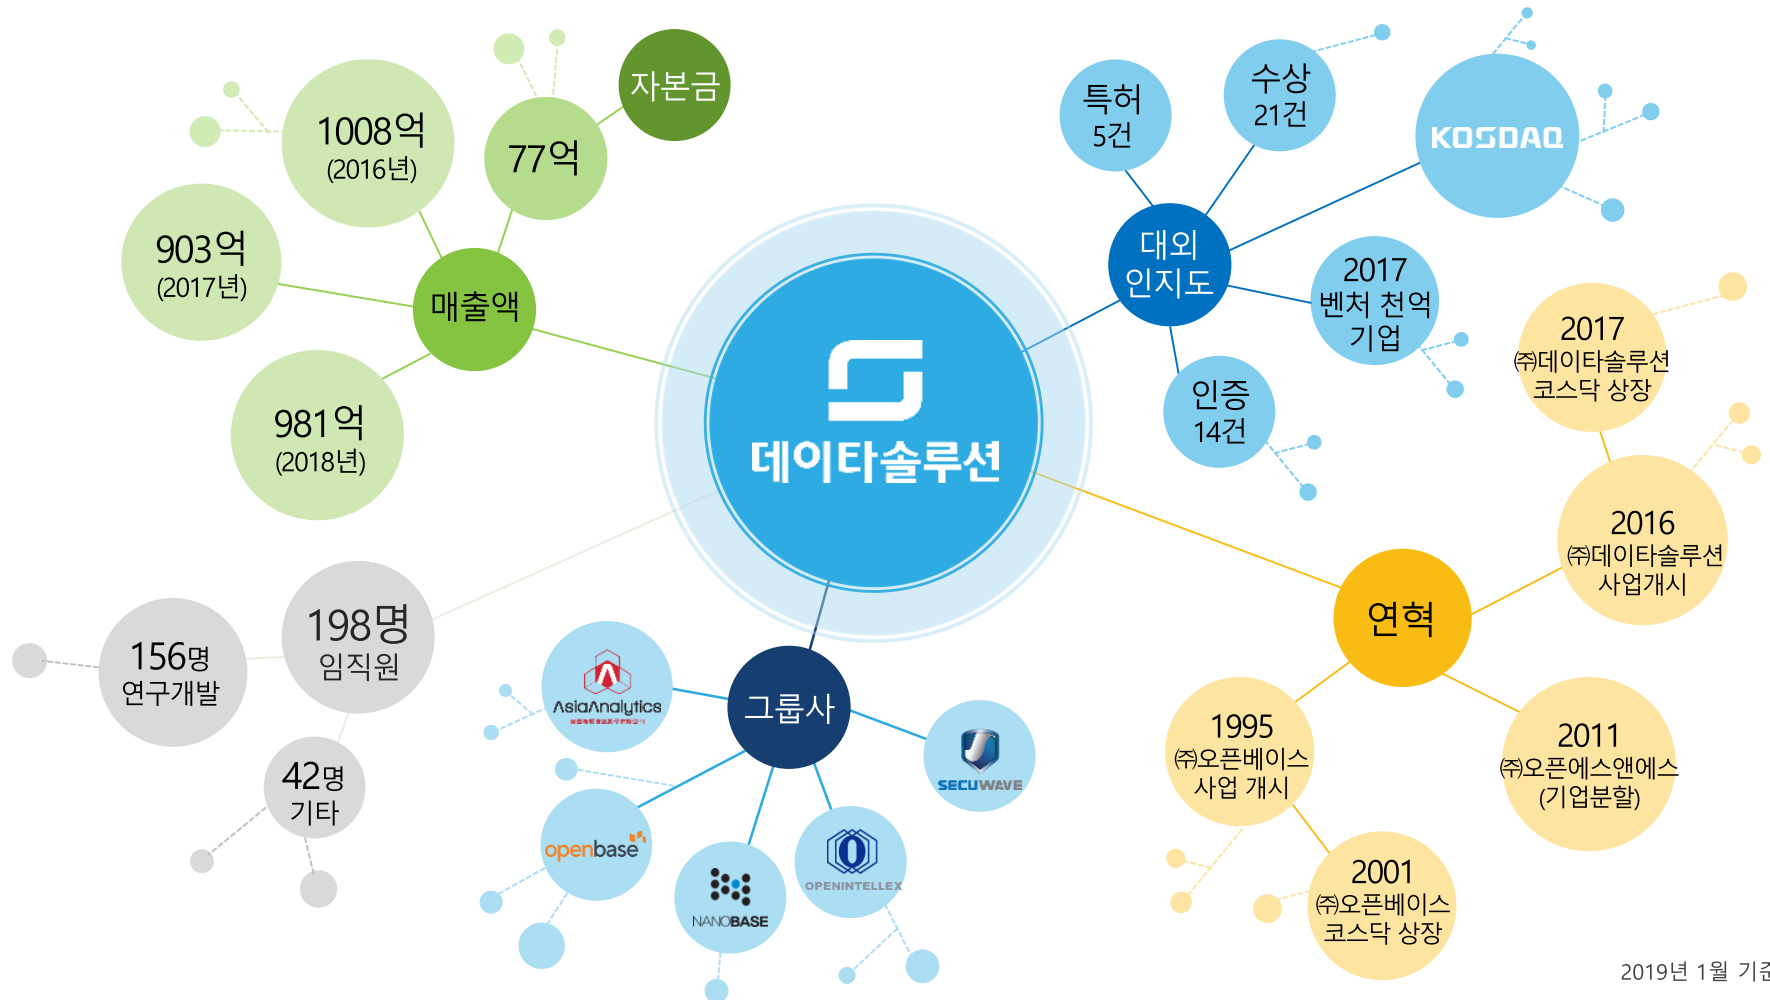 자본금
77억
1008억
(2016년)
903억
(2017년)
981억
(2018년)
매출액
특허
5건
수상
21건
KOSDAQ
대외
인지도
2017
벤처 천억
기업
인증
14건
데이타솔루션
2017
㈜데이타솔루션
코스닥 상장
2016
㈜데이타솔루션
사업개시
연혁
1995
㈜오픈베이스
사업 개시
2011
㈜오픈에스앤에스
(기업분할)
2001
㈜오픈베이스
코스닥 상장
198명
임직원
156명
연구개발
42명
기타
그룹사
AsiaAnalytics
SECUWAVE
openbase
NANOBASE
OPENINTELLEX
2019년 1월 기준